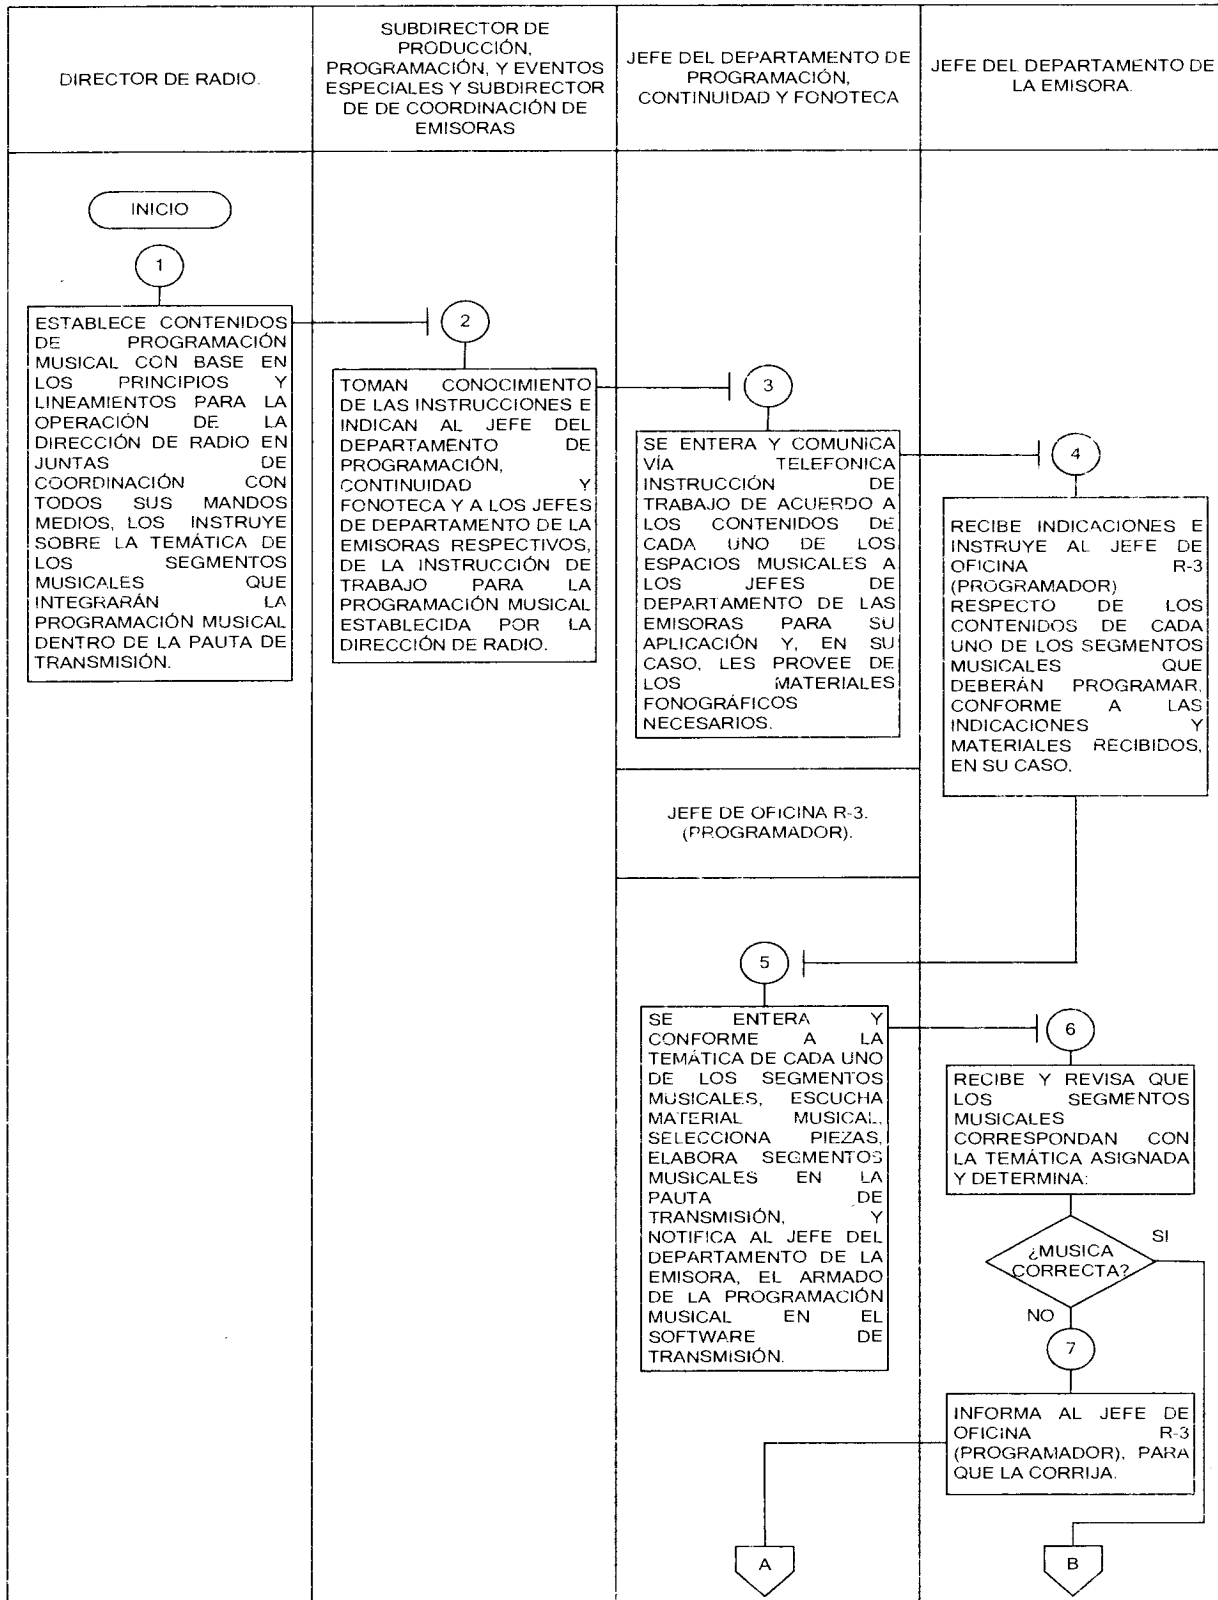 DIRECTOR DE RADIO.
SUBDIRECTOR DE
PRODUCCIÓN,
PROGRAMACIÓN, Y EVENTOS
ESPECIALES Y SUBDIRECTOR
DE DE COORDINACIÓN DE
EMISORAS
JEFE DEL DEPARTAMENTO DE
PROGRAMACIÓN,
CONTINUIDAD Y FONOTECA
JEFE DEL DEPARTAMENTO DE
LA EMISORA.
INICIO
1
ESTABLECE CONTENIDOS
DE PROGRAMACIÓN
MUSICAL CON BASE EN
LOS PRINCIPIOS Y
LINEAMIENTOS PARA LA
OPERACIÓN DE LA
DIRECCIÓN DE RADIO EN
JUNTAS DE
COORDINACIÓN CON
TODOS SUS MANDOS
MEDIOS, LOS INSTRUYE
SOBRE LA TEMÁTICA DE
LOS SEGMENTOS
MUSICALES QUE
INTEGRARÁN LA
PROGRAMACIÓN MUSICAL
DENTRO DE LA PAUTA DE
TRANSMISIÓN.
2
TOMAN CONOCIMIENTO
DE LAS INSTRUCCIONES E
INDICAN AL JEFE DEL
DEPARTAMENTO DE
PROGRAMACIÓN,
CONTINUIDAD Y
FONOTECA Y A LOS JEFES
DE DEPARTAMENTO DE LA
EMISORAS RESPECTIVOS,
DE LA INSTRUCCIÓN DE
TRABAJO PARA LA
PROGRAMACIÓN MUSICAL
ESTABLECIDA POR LA
DIRECCIÓN DE RADIO.
3
SE ENTERA Y COMUNICA
VÍA TELEFONICA
INSTRUCCIÓN DE
TRABAJO DE ACUERDO A
LOS CONTENIDOS DE
CADA UNO DE LOS
ESPACIOS MUSICALES A
LOS JEFES DE
DEPARTAMENTO DE LAS
EMISORAS PARA SU
APLICACIÓN Y, EN SU
CASO, LES PROVEE DE
LOS MATERIALES
FONOGRÁFICOS
NECESARIOS.
4
RECIBE INDICACIONES E
INSTRUYE AL JEFE DE
OFICINA R-3
(PROGRAMADOR)
RESPECTO DE LOS
CONTENIDOS DE CADA
UNO DE LOS SEGMENTOS
MUSICALES QUE
DEBERÁN PROGRAMAR,
CONFORME A LAS
INDICACIONES Y
MATERIALES RECIBIDOS,
EN SU CASO.
JEFE DE OFICINA R-3.
(PROGRAMADOR).
5
SE ENTERA Y
CONFORME A LA
TEMÁTICA DE CADA UNO
DE LOS SEGMENTOS
MUSICALES, ESCUCHA
MATERIAL MUSICAL,
SELECCIONA PIEZAS,
ELABORA SEGMENTOS
MUSICALES EN LA
PAUTA DE
TRANSMISIÓN, Y
NOTIFICA AL JEFE DEL
DEPARTAMENTO DE LA
EMISORA, EL ARMADO
DE LA PROGRAMACIÓN
MUSICAL EN EL
SOFTWARE DE
TRANSMISIÓN.
6
RECIBE Y REVISA QUE
LOS SEGMENTOS
MUSICALES
CORRESPONDAN CON
LA TEMÁTICA ASIGNADA
Y DETERMINA:
¿MUSICA
CORRECTA?
SI
NO
7
INFORMA AL JEFE DE
OFICINA R-3
(PROGRAMADOR), PARA
QUE LA CORRIJA.
A
B